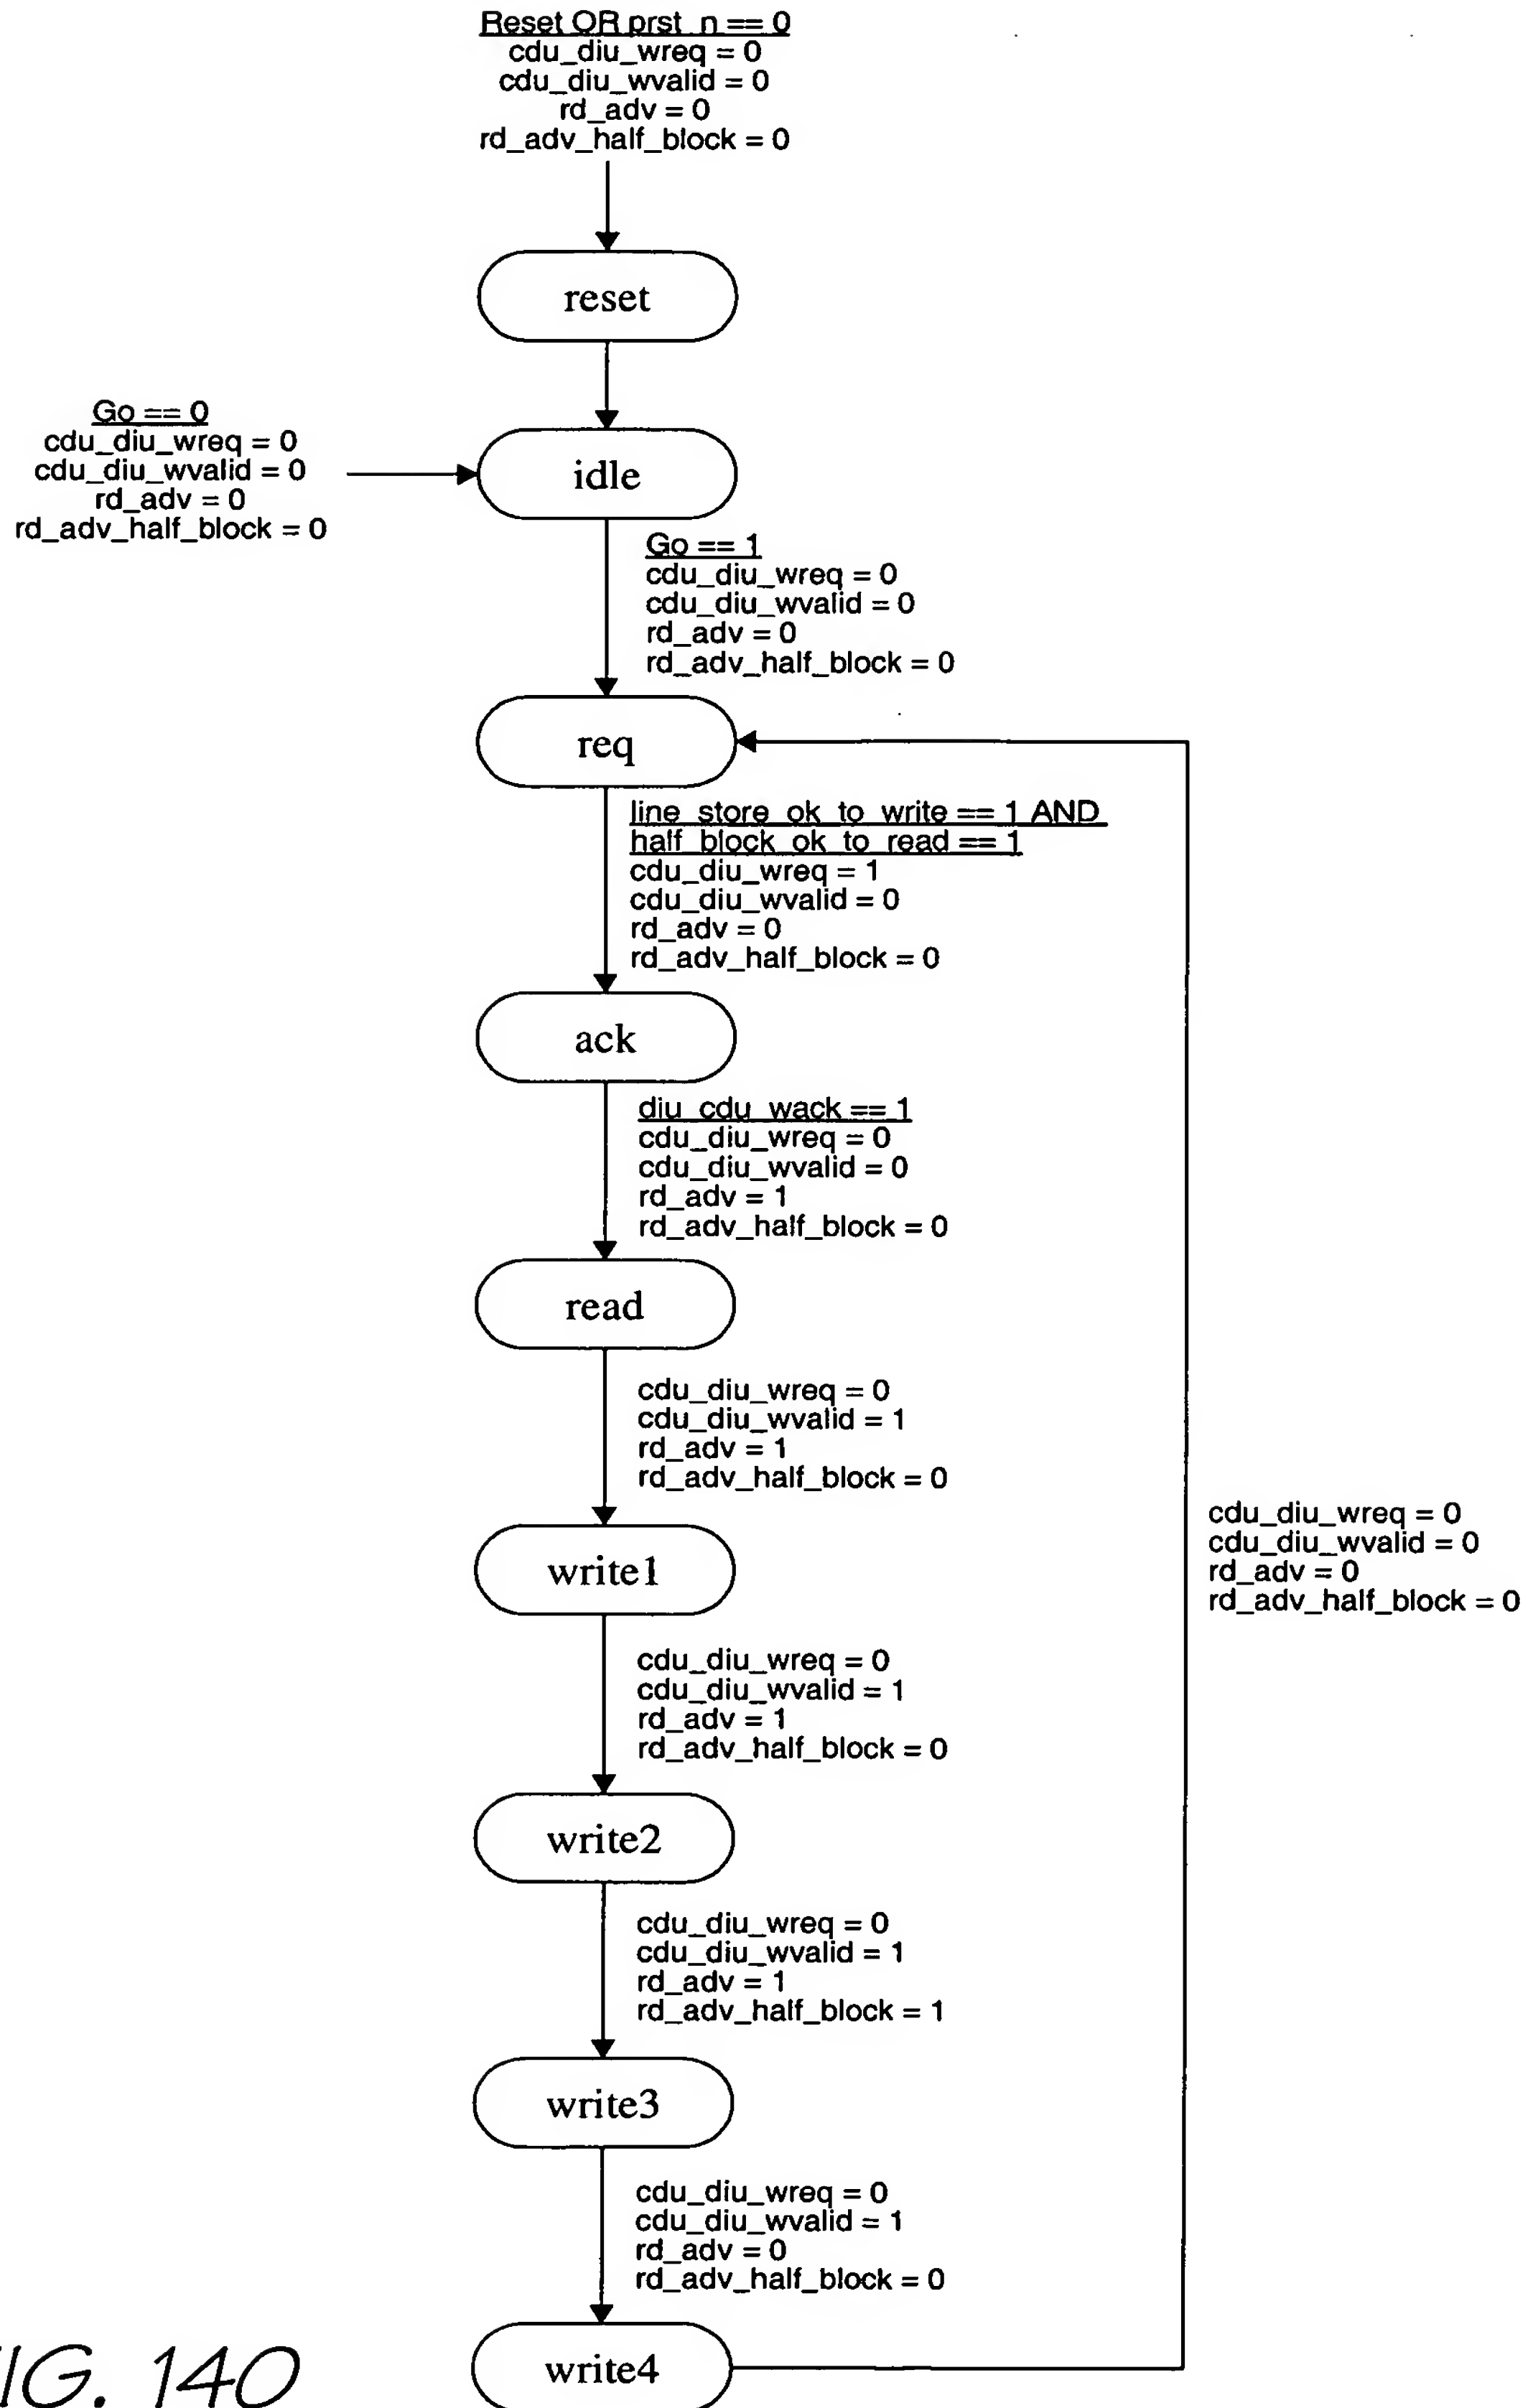 Reset OR prst_n == 0
cdu_diu_wreq = 0
cdu_diu_wvalid = 0
rd_adv = 0
rd_adv_half_block = 0
reset
Go == 0
cdu_diu_wreq = 0
cdu_diu_wvalid = 0
rd_adv = 0
rd_adv_half_block = 0
idle
Go == 1
cdu_diu_wreq = 0
cdu_diu_wvalid = 0
rd_adv = 0
rd_adv_half_block = 0
req
line_store_ok_to_write == 1 AND
half_block_ok_to_read == 1
cdu_diu_wreq = 1
cdu_diu_wvalid = 0
rd_adv = 0
rd_adv_half_block = 0
ack
diu_cdu_wack == 1
cdu_diu_wreq = 0
cdu_diu_wvalid = 0
rd_adv = 1
rd_adv_half_block = 0
read
cdu_diu_wreq = 0
cdu_diu_wvalid = 1
rd_adv = 1
rd_adv_half_block = 0
cdu_diu_wreq = 0
cdu_diu_wvalid = 0
rd_adv = 0
rd_adv_half_block = 0
write1
cdu_diu_wreq = 0
cdu_diu_wvalid = 1
rd_adv = 1
rd_adv_half_block = 0
write2
cdu_diu_wreq = 0
cdu_diu_wvalid = 1
rd_adv = 1
rd_adv_half_block = 1
write3
cdu_diu_wreq = 0
cdu_diu_wvalid = 1
rd_adv = 0
rd_adv_half_block = 0
write4
IG. 140